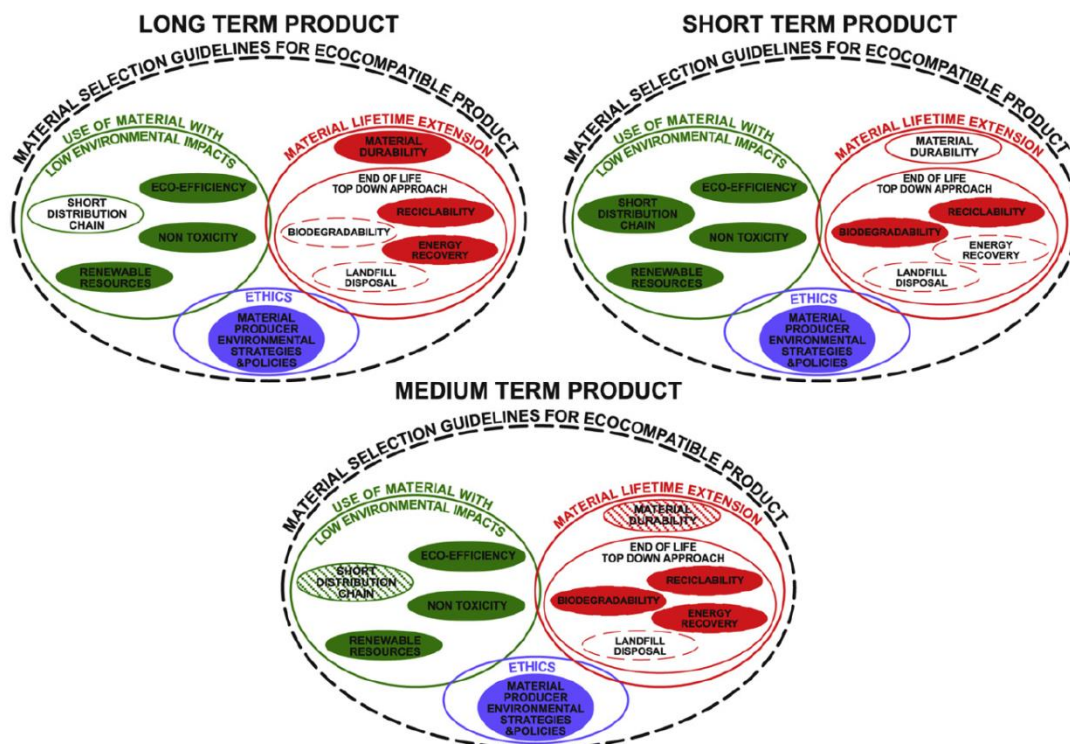 LONG TERM PRODUCT
MATERIAL SELECTION GUIDELINES FOR ECOCOMPATIBLE PRODUCT
USE OF MATERIAL WITH
LOW ENVIRONMENTAL IMPACTS
ECO-EFFICIENCY
SHORT
DISTRIBUTION
CHAIN
NON TOXICITY
RENEWABLE
RESOURCES
MATERIAL LIFETIME EXTENSION
MATERIAL
DURABILITY
END OF LIFE
TOP DOWN APPROACH
RECICLABILITY
BIODEGRADABILITY
ENERGY
RECOVERY
LANDFILL
DISPOSAL
ETHICS
MATERIAL
PRODUCER
ENVIRONMENTAL
STRATEGIES
&POLICIES
SHORT TERM PRODUCT
MATERIAL SELECTION GUIDELINES FOR ECOCOMPATIBLE PRODUCT
USE OF MATERIAL WITH
LOW ENVIRONMENTAL IMPACTS
ECO-EFFICIENCY
SHORT
DISTRIBUTION
CHAIN
NON TOXICITY
RENEWABLE
RESOURCES
MATERIAL LIFETIME EXTENSION
MATERIAL
DURABILITY
END OF LIFE
TOP DOWN APPROACH
RECICLABILITY
BIODEGRADABILITY
ENERGY
RECOVERY
LANDFILL
DISPOSAL
ETHICS
MATERIAL
PRODUCER
ENVIRONMENTAL
STRATEGIES
&POLICIES
MEDIUM TERM PRODUCT
MATERIAL SELECTION GUIDELINES FOR ECOCOMPATIBLE PRODUCT
USE OF MATERIAL WITH
LOW ENVIRONMENTAL IMPACTS
ECO-EFFICIENCY
SHORT
DISTRIBUTION
CHAIN
NON TOXICITY
RENEWABLE
RESOURCES
MATERIAL LIFETIME EXTENSION
MATERIAL
DURABILITY
END OF LIFE
TOP DOWN APPROACH
RECICLABILITY
BIODEGRADABILITY
ENERGY
RECOVERY
LANDFILL
DISPOSAL
ETHICS
MATERIAL
PRODUCER
ENVIRONMENTAL
STRATEGIES
&POLICIES